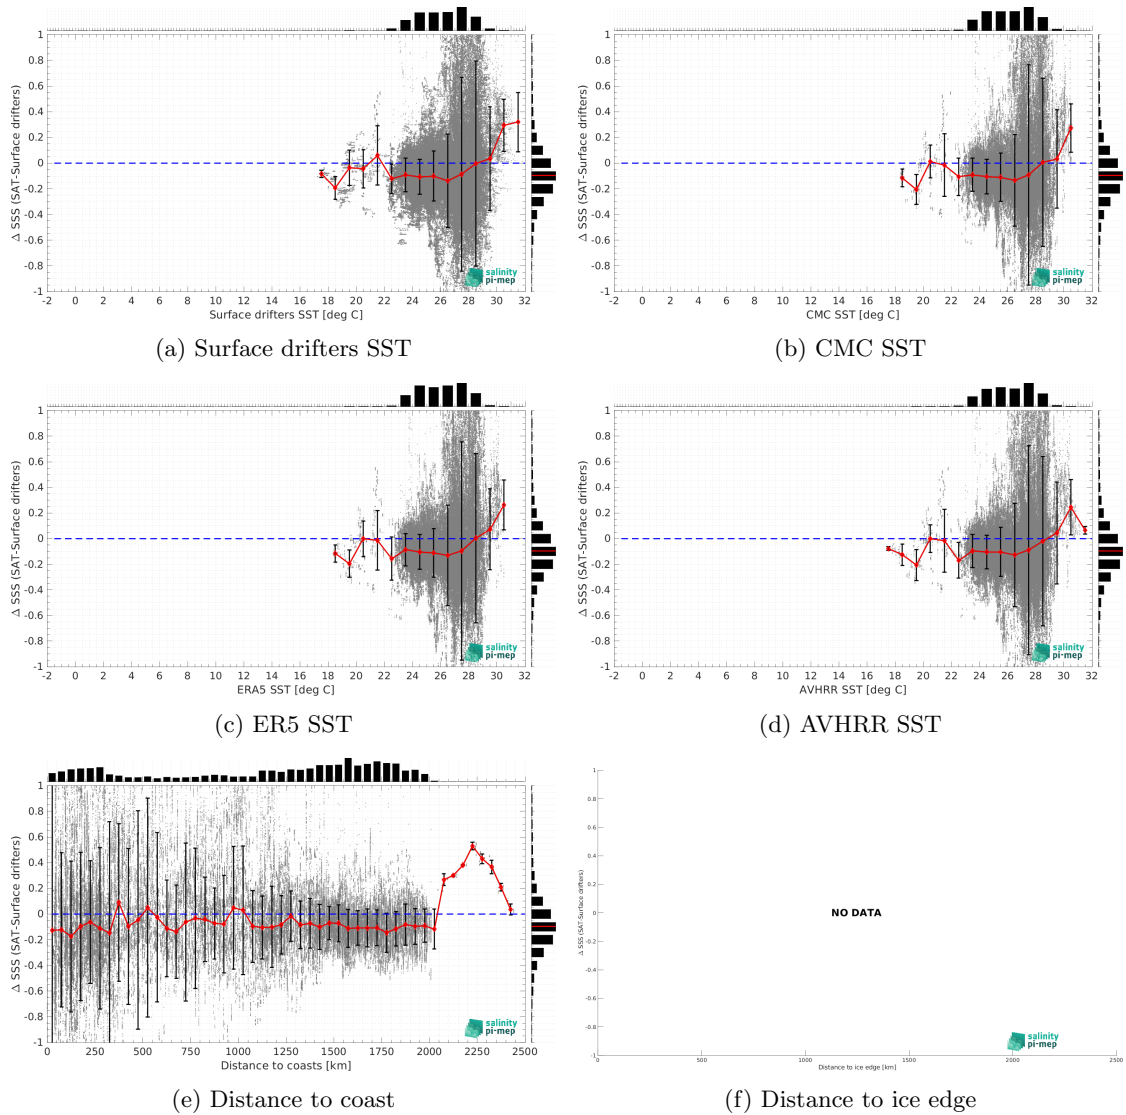 1
0.8
0.6
0.4
0.2
0
-0.2
-0.4
-0.6
-0.8
-1
Δ SSS (SAT-Surface drifters)
salinity
pi-mep
-2 0 2 4 6 8 10 12 14 16 18 20 22 24 26 28 30 32
Surface drifters SST [deg C]
(a) Surface drifters SST
1
0.8
0.6
0.4
0.2
0
-0.2
-0.4
-0.6
-0.8
-1
Δ SSS (SAT-Surface drifters)
salinity
pi-mep
-2 0 2 4 6 8 10 12 14 16 18 20 22 24 26 28 30 32
CMC SST [deg C]
(b) CMC SST
1
0.8
0.6
0.4
0.2
0
-0.2
-0.4
-0.6
-0.8
-1
Δ SSS (SAT-Surface drifters)
salinity
pi-mep
-2 0 2 4 6 8 10 12 14 16 18 20 22 24 26 28 30 32
ERA5 SST [deg C]
(c) ER5 SST
1
0.8
0.6
0.4
0.2
0
-0.2
-0.4
-0.6
-0.8
-1
Δ SSS (SAT-Surface drifters)
salinity
pi-mep
-2 0 2 4 6 8 10 12 14 16 18 20 22 24 26 28 30 32
AVHRR SST [deg C]
(d) AVHRR SST
1
0.8
0.6
0.4
0.2
0
-0.2
-0.4
-0.6
-0.8
-1
Δ SSS (SAT-Surface drifters)
salinity
pi-mep
0 250 500 750 1000 1250 1500 1750 2000 2250 2500
Distance to coasts [km]
(e) Distance to coast
1
0.8
0.6
0.4
0.2
0
-0.2
-0.4
-0.6
-0.8
-1
Δ SSS (SAT-Surface drifters)
NO DATA
salinity
pi-mep
0 500 1000 1500 2000 2500
Distance to ice edge [km]
(f) Distance to ice edge